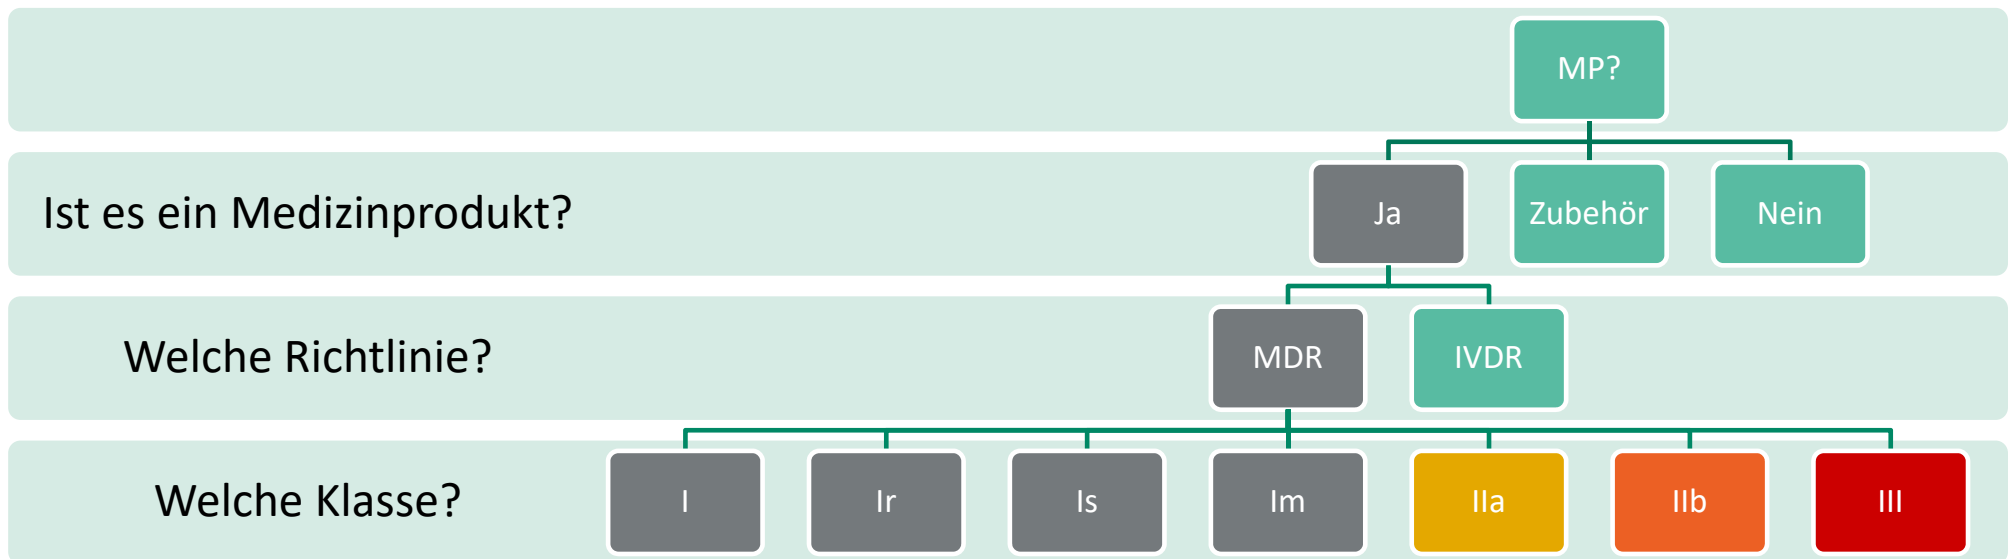 MP?
Ist es ein Medizinprodukt?
Ja
Zubehör
Nein
Welche Richtlinie?
MDR
IVDR
Welche Klasse?
I
Ir
Is
Im
IIa
IIb
III